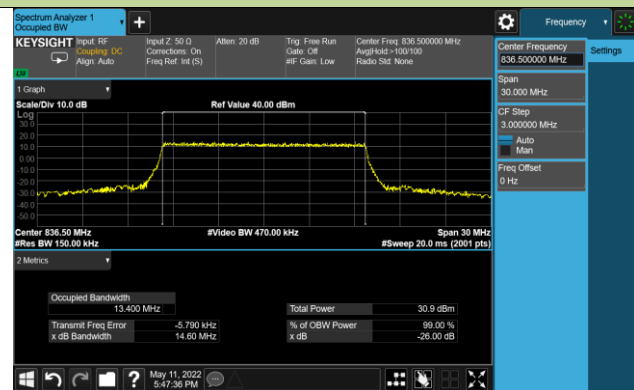 Spectrum Analyzer 1
Occupied BW
Frequency
KEYSIGHT
Input: RF
Coupling: DC
Align: Auto
Input Z: 50 Ω
Corrections: On
Freq Ref: Int (S)
Atten: 20 dB
Trig: Free Run
Gate: Off
#IF Gain: Low
Center Freq: 836.500000 MHz
Avg|Hold:>100/100
Radio Std: None
Center Frequency
836.500000 MHz
Settings
Span
30.000 MHz
CF Step
3.000000 MHz
Auto
Man
Freq Offset
0 Hz
1 Graph
Scale/Div 10.0 dB
Ref Value 40.00 dBm
Log
30.0
20.0
10.0
0.00
-10.0
-20.0
-30.0
-40.0
-50.0
Center 836.50 MHz
#Video BW 470.00 kHz
Span 30 MHz
#Res BW 150.00 kHz
#Sweep 20.0 ms (2001 pts)
2 Metrics
Occupied Bandwidth
13.400 MHz
Total Power 30.9 dBm
Transmit Freq Error -5.790 kHz
% of OBW Power 99.00 %
x dB Bandwidth 14.60 MHz
x dB -26.00 dB
?
May 11, 2022
5:47:36 PM